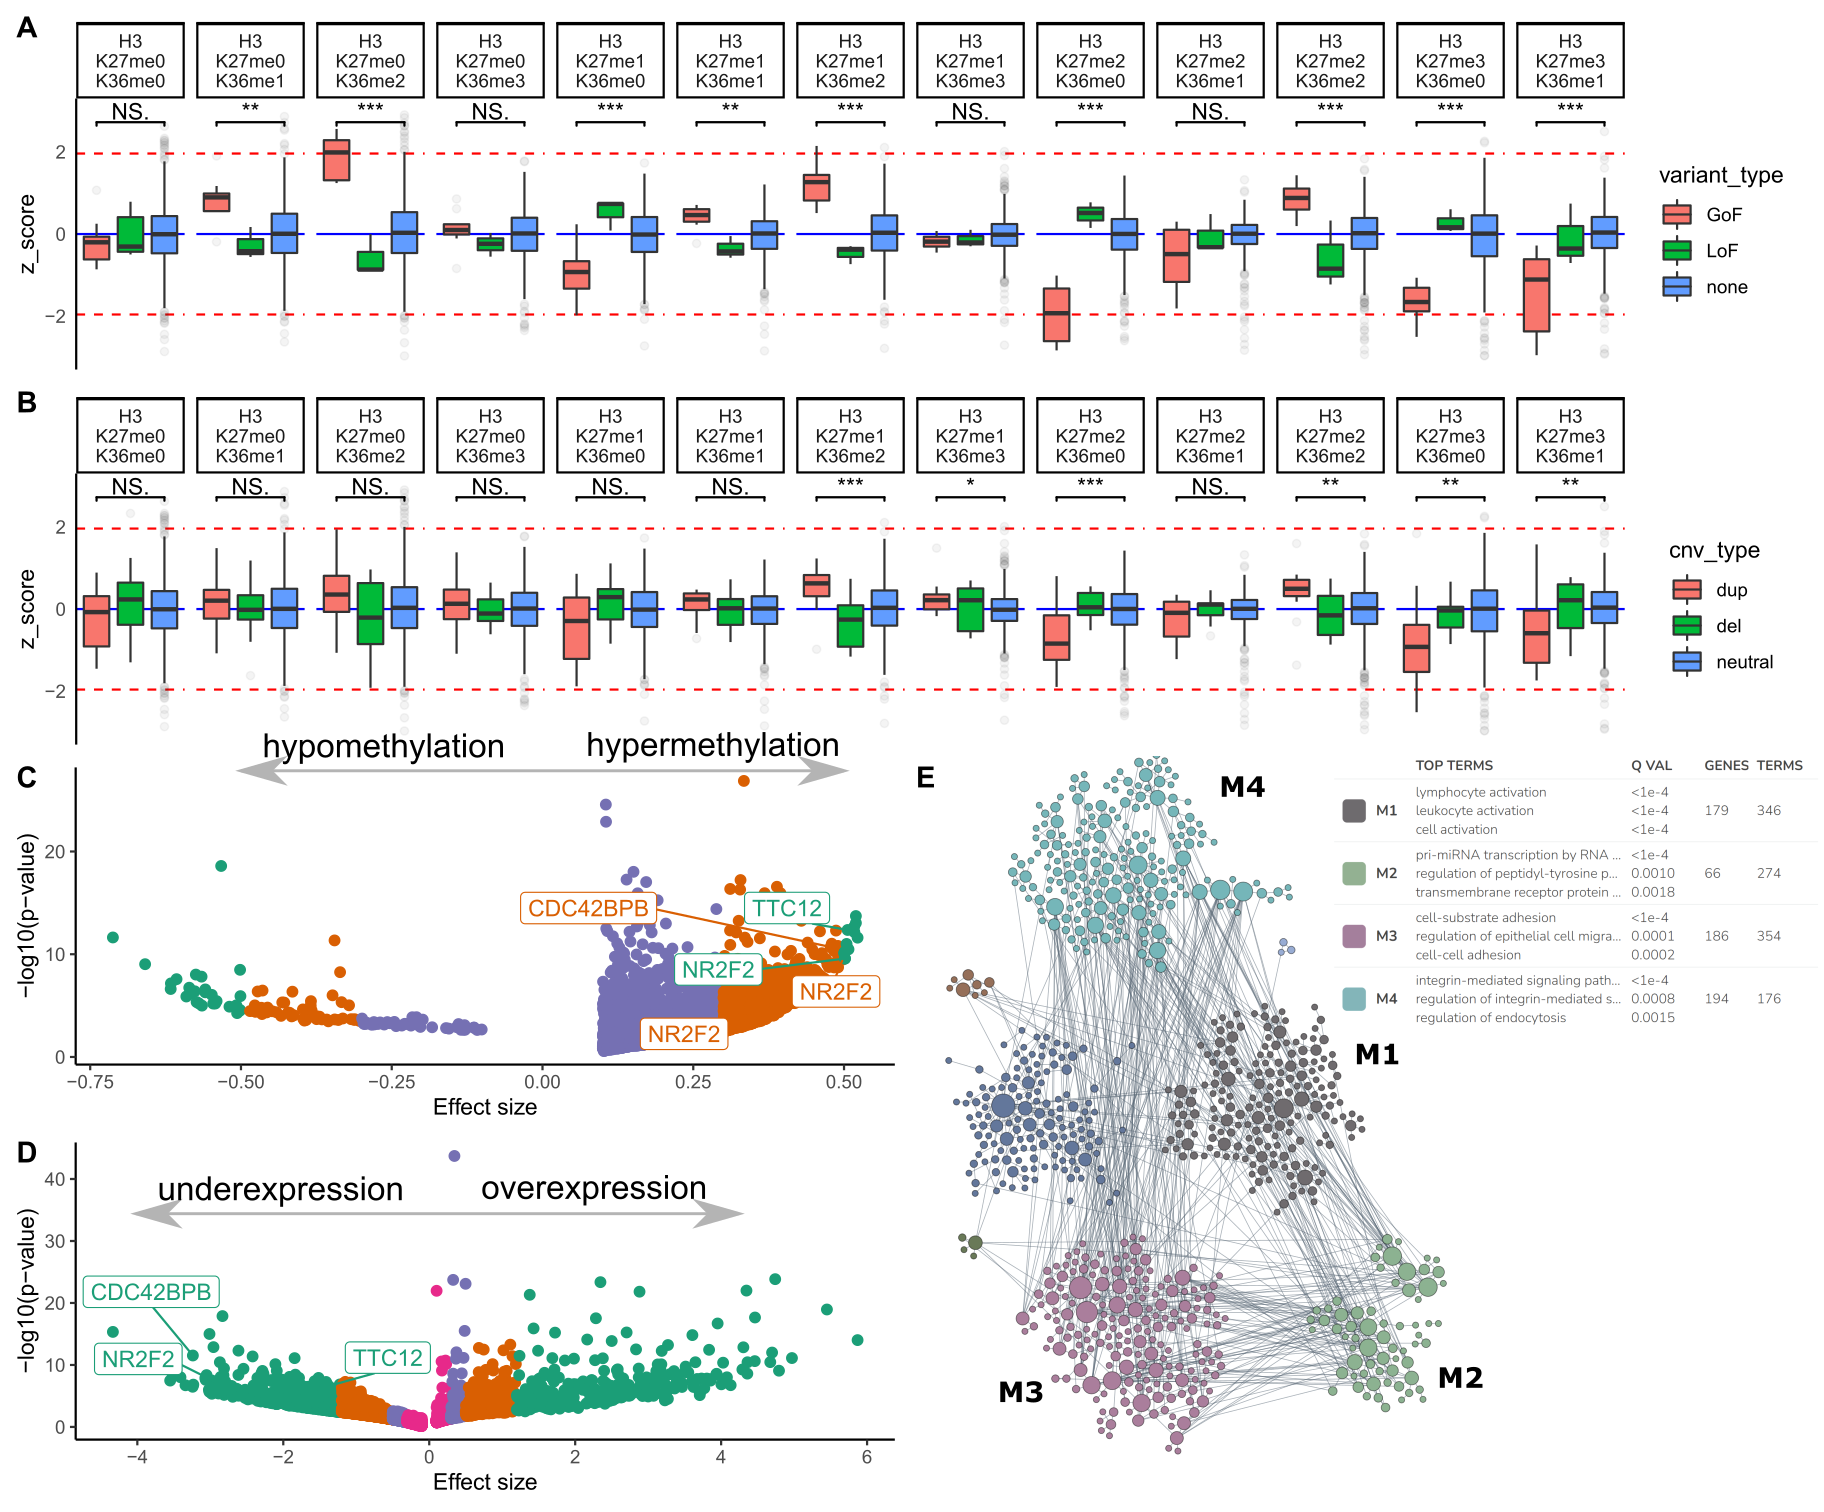 A
H3 H3 H3 H3 H3 H3 H3 H3 H3 H3 H3 H3 H3
K27me0 K27me0 K27me0 K27me0 K27me1 K27me1 K27me1 K27me1 K27me2 K27me2 K27me2 K27me3 K27me3
K36me0 K36me1 K36me2 K36me3 K36me0 K36me1 K36me2 K36me3 K36me0 K36me1 K36me2 K36me0 K36me1
NS. ** *** NS. *** ** *** NS. *** NS. *** *** ***
2
0
−2
z_score
variant_type
GoF
LoF
none
B
H3 H3 H3 H3 H3 H3 H3 H3 H3 H3 H3 H3 H3
K27me0 K27me0 K27me0 K27me0 K27me1 K27me1 K27me1 K27me1 K27me2 K27me2 K27me2 K27me3 K27me3
K36me0 K36me1 K36me2 K36me3 K36me0 K36me1 K36me2 K36me3 K36me0 K36me1 K36me2 K36me0 K36me1
NS. NS. NS. NS. NS. NS. *** * *** NS. ** ** **
2
0
−2
z_score
cnv_type
dup
del
neutral
C
hypomethylation hypermethylation
20
10
0
−log10(p−value)
CDC42BPB
TTC12
NR2F2
NR2F2
NR2F2
−0.75 −0.50 −0.25 0.00 0.25 0.50
Effect size
D
underexpression overexpression
40
30
20
10
0
−log10(p−value)
CDC42BPB
NR2F2
TTC12
−4 −2 0 2 4 6
Effect size
E
M4
M1
M3
M2
TOP TERMS Q VAL GENES TERMS
lymphocyte activation <1e-4
M1 leukocyte activation <1e-4 179 346
cell activation <1e-4
pri-miRNA transcription by RNA ... <1e-4
M2 regulation of peptidyl-tyrosine p... 0.0010 66 274
transmembrane receptor protein ... 0.0018
cell-substrate adhesion <1e-4
M3 regulation of epithelial cell migra... 0.0001 186 354
cell-cell adhesion 0.0002
integrin-mediated signaling path... <1e-4
M4 regulation of integrin-mediated s... 0.0008 194 176
regulation of endocytosis 0.0015